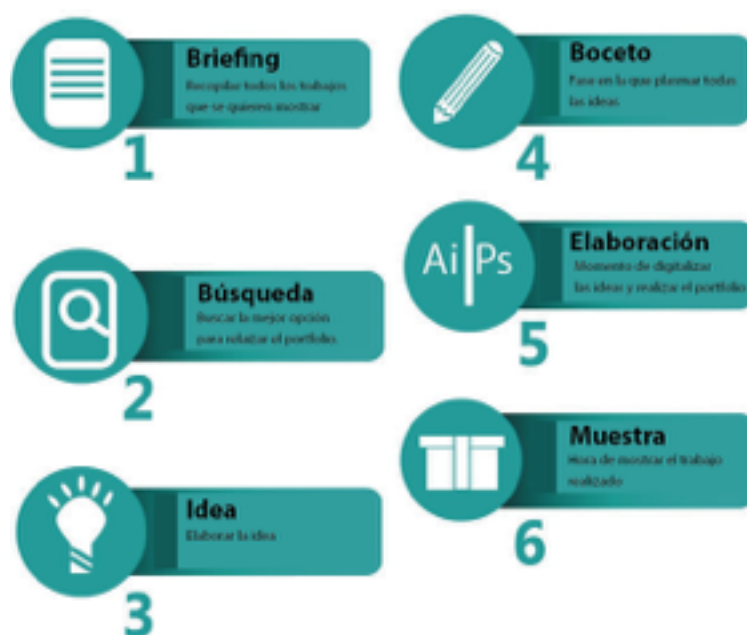 Briefing
Recopilar todos los trabajos
que se quieren mostrar
1
Búsqueda
Buscar la mejor opción
para relaizar el portfolio.
2
Idea
Elaborar la idea
3
Boceto
Fase en la que plasmar todas
las ideas
4
Ai Ps
Elaboración
Momento de digitalizar
las ideas y realizar el portfolio
5
Muestra
Hora de mostrar el trabajo
realizado
6